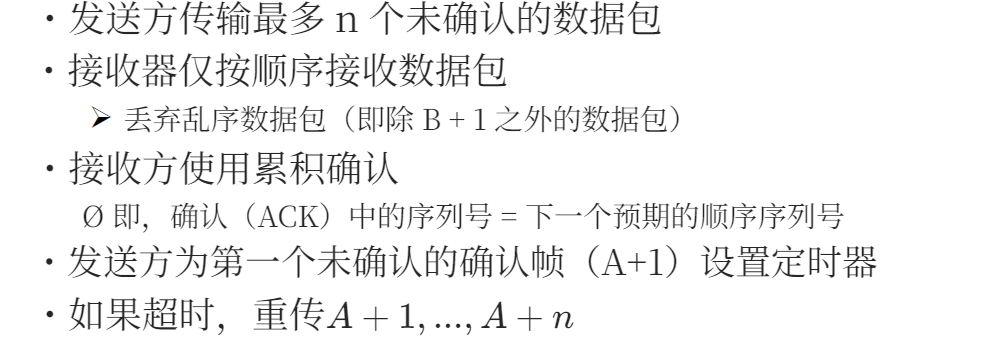 • 发送方传输最多 n 个未确认的数据包
• 接收器仅按顺序接收数据包
➢ 丢弃乱序数据包（即除 B + 1 之外的数据包）
• 接收方使用累积确认
Ø 即，确认（ACK）中的序列号 = 下一个预期的顺序序列号
• 发送方为第一个未确认的确认帧（A+1）设置定时器
• 如果超时，重传A + 1, ..., A + n